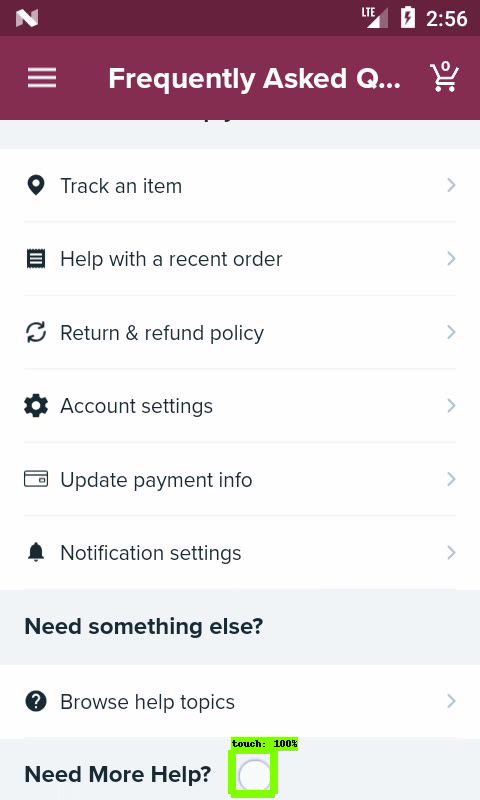 LTE 2:56
Frequently Asked Q... 0
Track an item
Help with a recent order
Return & refund policy
Account settings
Update payment info
Notification settings
Need something else?
Browse help topics
touch: 100%
Need More Help?